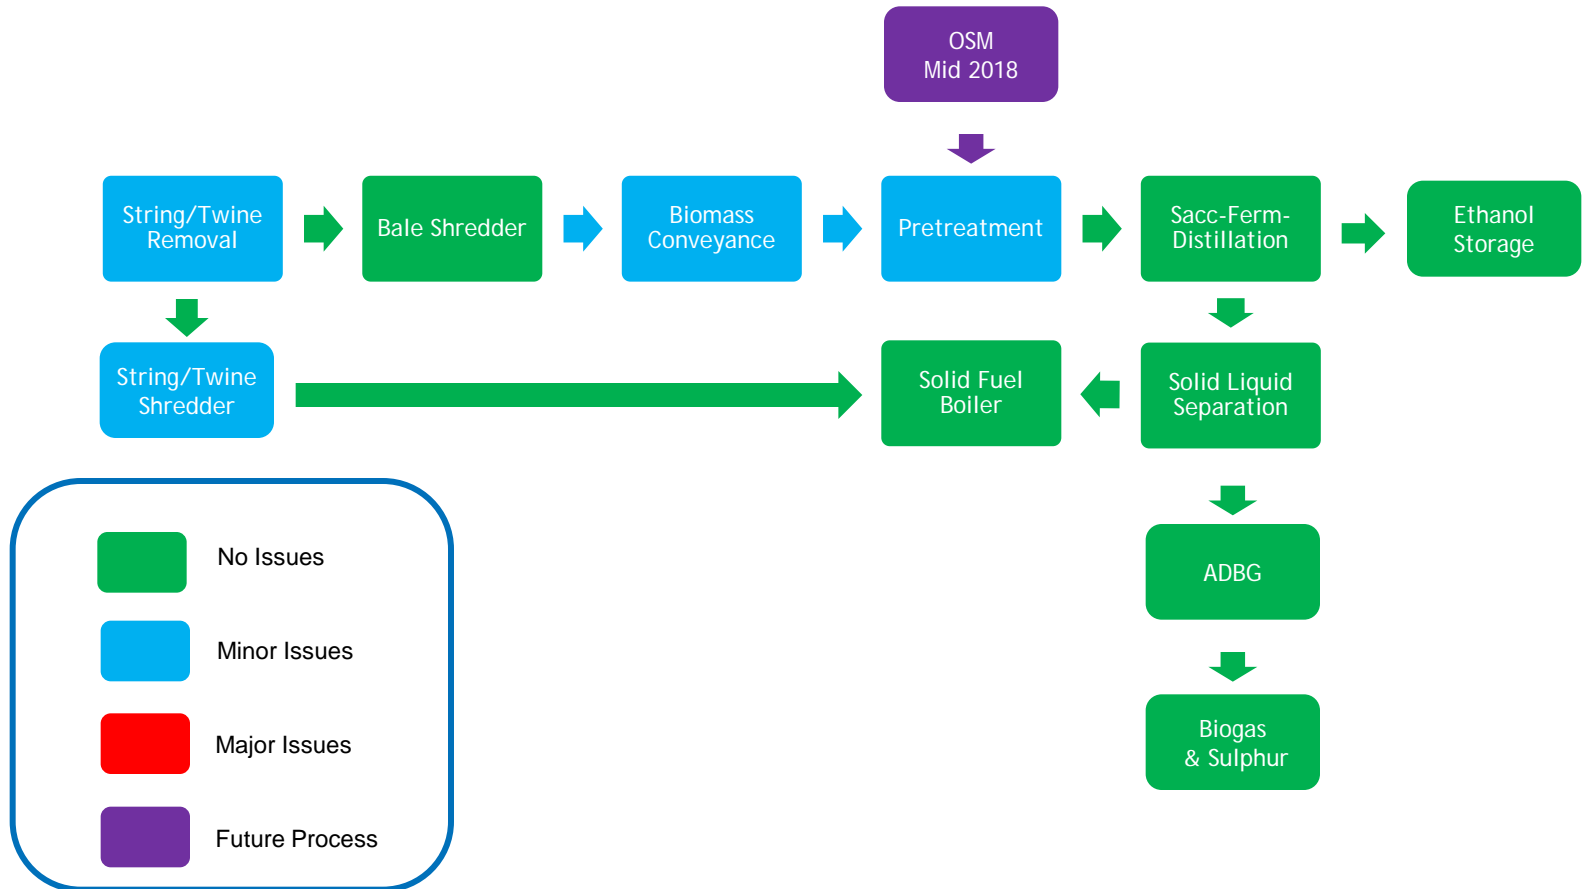 OSM
Mid 2018
String/Twine
Removal
Bale Shredder
Biomass
Conveyance
Pretreatment
Sacc-Ferm-
Distillation
Ethanol
Storage
String/Twine
Shredder
Solid Fuel
Boiler
Solid Liquid
Separation
ADBG
Biogas
& Sulphur
No Issues
Minor Issues
Major Issues
Future Process